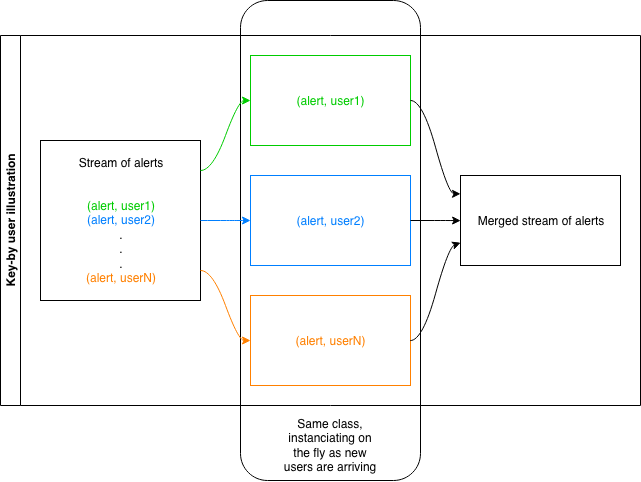 Key-by user illustration
Stream of alerts
(alert, user1)
(alert, user2)
.
.
.
(alert, userN)
(alert, user1)
(alert, user2)
(alert, userN)
Merged stream of alerts
Same class,
instanciating on
the fly as new
users are arriving